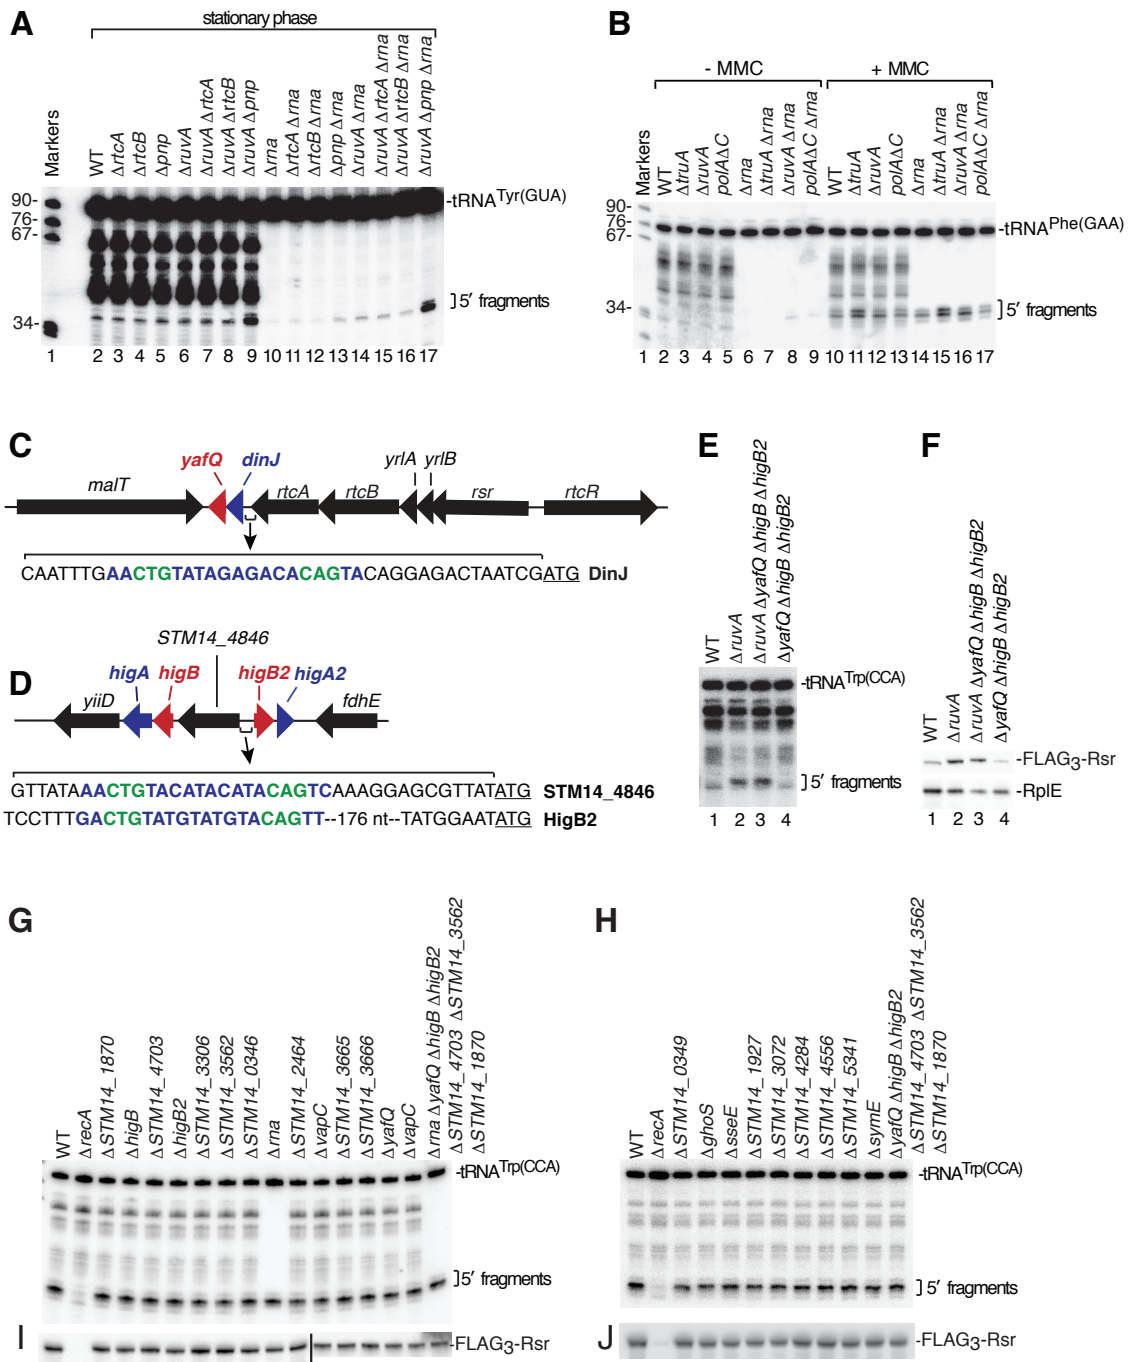 A
stationary phase
Markers
WT
ΔrtcA
ΔrtcB
Δpnp
ΔruvA
ΔruvA ΔrtcA
ΔruvA ΔrtcB
ΔruvA Δpnp
Δrna
ΔrtcA Δrna
ΔrtcB Δrna
Δpnp Δrna
ΔruvA Δrna
ΔruvA ΔrtcA Δrna
ΔruvA ΔrtcB Δrna
ΔruvA Δpnp Δrna
90-
76-
67-
34-
-tRNATyr(GUA)
5′ fragments
1 2 3 4 5 6 7 8 9 10 11 12 13 14 15 16 17
B
- MMC
+ MMC
Markers
WT
ΔtruA
ΔruvA
polAΔC
Δrna
ΔtruA Δrna
ΔruvA Δrna
polAΔC Δrna
WT
ΔtruA
ΔruvA
polAΔC
Δrna
ΔtruA Δrna
ΔruvA Δrna
polAΔC Δrna
90-
76-
67-
34-
-tRNAPhe(GAA)
5′ fragments
1 2 3 4 5 6 7 8 9 10 11 12 13 14 15 16 17
C
malT
yafQ
dinJ
rtcA
rtcB
yrlA
yrlB
rsr
rtcR
CAATTTGAACTGTATAGAGACACAGTACAGGAGACTAATCGATG DinJ
D
STM14_4846
yiiD
higA
higB
higB2
higA2
fdhE
GTTATAAACTGTACATACATACAGTCAAAGGAGCGTTATATG STM14_4846
TCCTTTGACTGTATGTATGTACAGTT--176 nt--TATGGAATATG HigB2
E
WT
ΔruvA
ΔruvA ΔyafQ ΔhigB ΔhigB2
ΔyafQ ΔhigB ΔhigB2
-tRNATrp(CCA)
5′ fragments
1 2 3 4
F
WT
ΔruvA
ΔruvA ΔyafQ ΔhigB ΔhigB2
ΔyafQ ΔhigB ΔhigB2
-FLAG3-Rsr
-RplE
1 2 3 4
G
WT
ΔrecA
ΔSTM14_1870
ΔhigB
ΔSTM14_4703
ΔhigB2
ΔSTM14_3306
ΔSTM14_3562
ΔSTM14_0346
Δrna
ΔSTM14_2464
ΔvapC
ΔSTM14_3665
ΔSTM14_3666
ΔyafQ
ΔvapC
Δrna ΔyafQ ΔhigB ΔhigB2
ΔSTM14_4703 ΔSTM14_3562
ΔSTM14_1870
-tRNATrp(CCA)
5′ fragments
H
WT
ΔrecA
ΔSTM14_0349
ΔghoS
ΔsseE
ΔSTM14_1927
ΔSTM14_3072
ΔSTM14_4284
ΔSTM14_4556
ΔSTM14_5341
ΔsymE
ΔyafQ ΔhigB ΔhigB2
ΔSTM14_4703 ΔSTM14_3562
ΔSTM14_1870
-tRNATrp(CCA)
5′ fragments
I
-FLAG3-Rsr
J
-FLAG3-Rsr